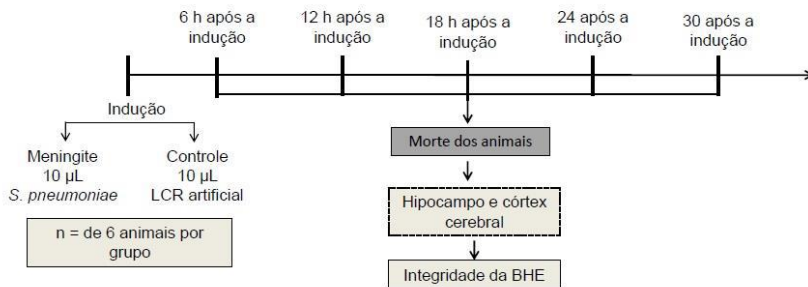 6 h após a
indução
12 h após a
indução
18 h após a
indução
24 após a
indução
30 após a
indução
Indução
Meningite
10 µL
S. pneumoniae
Controle
10 µL
LCR artificial
n = de 6 animais por
grupo
Morte dos animais
Hipocampo e córtex
cerebral
Integridade da BHE